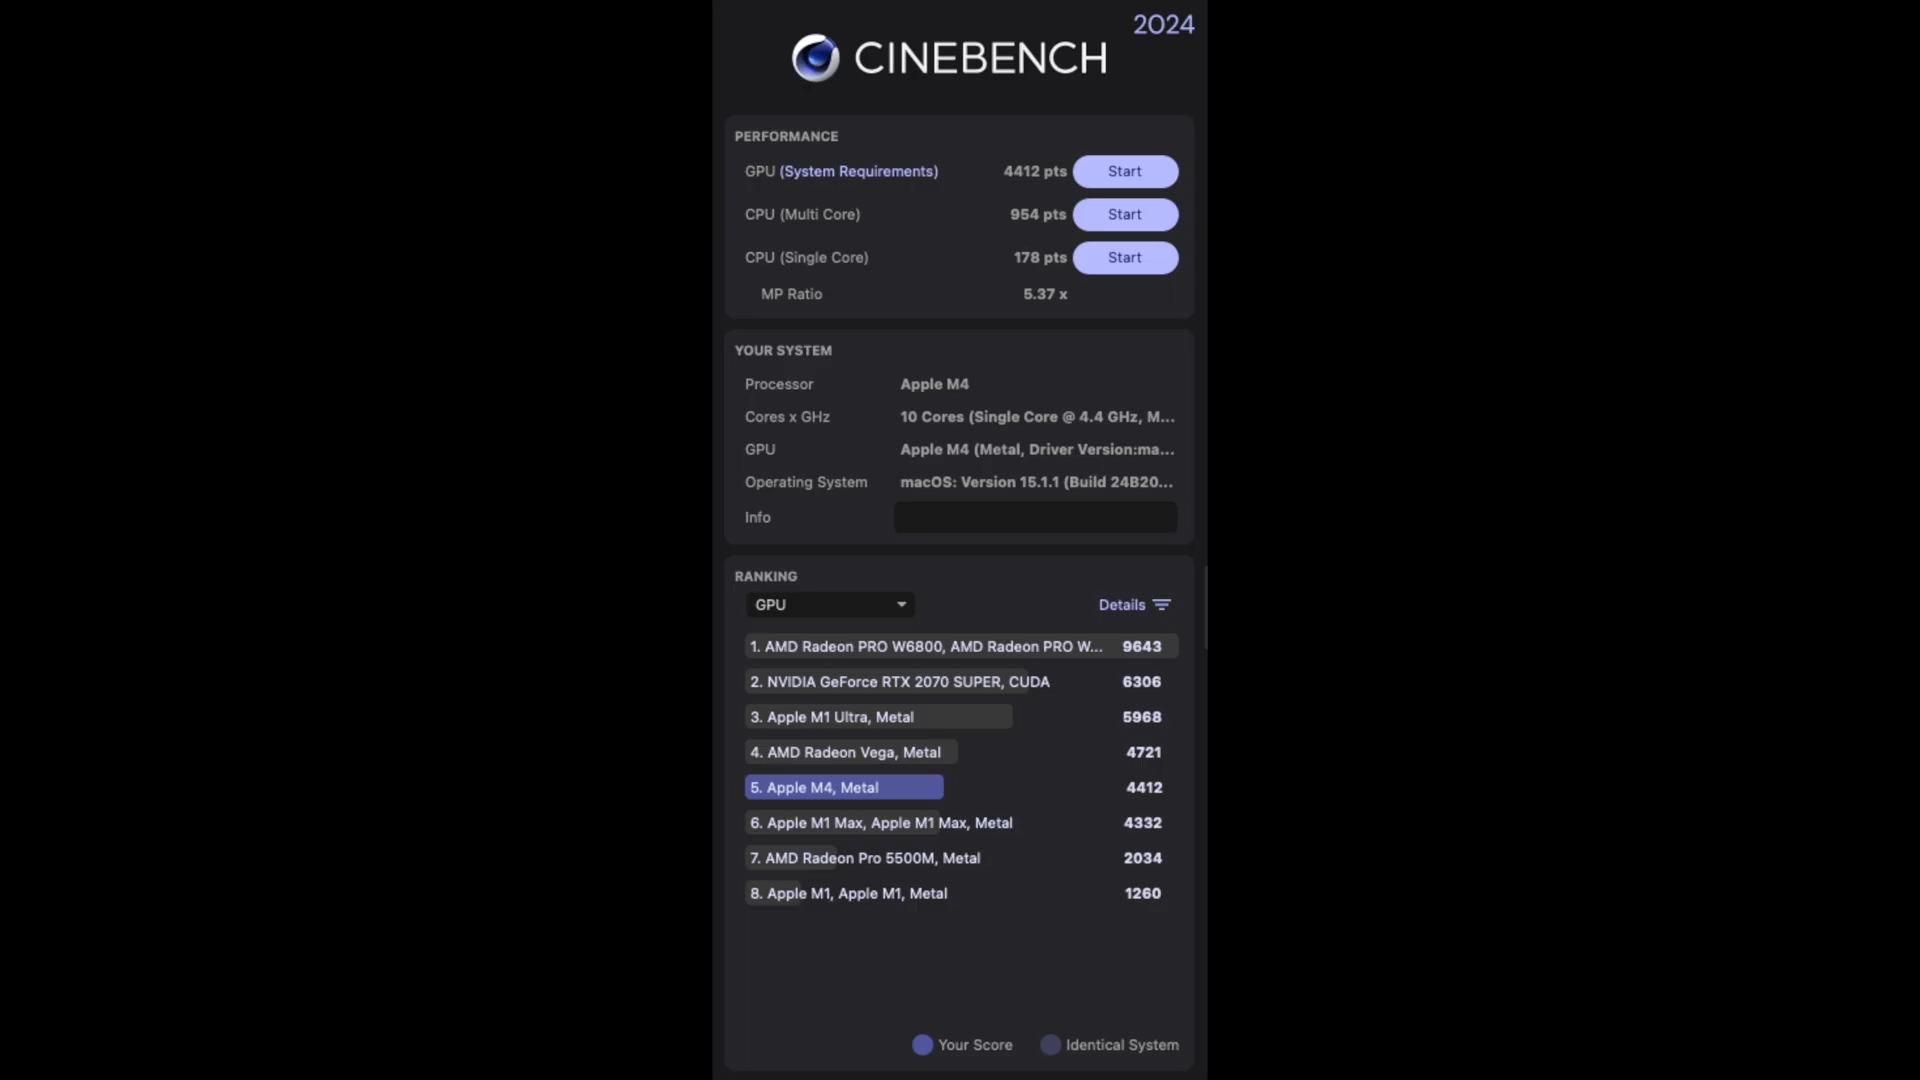 2024
CINEBENCH
PERFORMANCE
GPU (System Requirements) 4412 pts Start
CPU (Multi Core) 954 pts Start
CPU (Single Core) 178 pts Start
MP Ratio 5.37 x
YOUR SYSTEM
Processor Apple M4
Cores x GHz 10 Cores (Single Core @ 4.4 GHz, M...
GPU Apple M4 (Metal, Driver Version:ma...
Operating System macOS: Version 15.1.1 (Build 24B20...
Info
RANKING
GPU Details
1. AMD Radeon PRO W6800, AMD Radeon PRO W... 9643
2. NVIDIA GeForce RTX 2070 SUPER, CUDA 6306
3. Apple M1 Ultra, Metal 5968
4. AMD Radeon Vega, Metal 4721
5. Apple M4, Metal 4412
6. Apple M1 Max, Apple M1 Max, Metal 4332
7. AMD Radeon Pro 5500M, Metal 2034
8. Apple M1, Apple M1, Metal 1260
Your Score Identical System